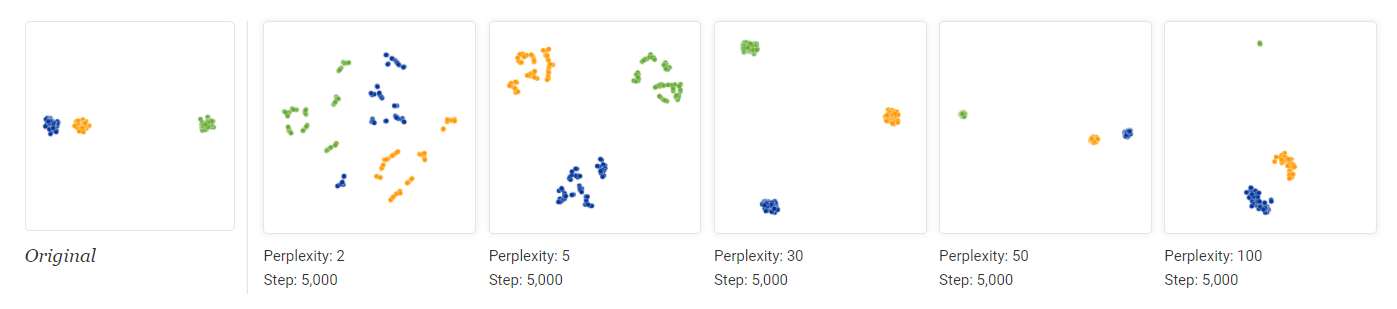 Original
Perplexity: 2
Step: 5,000
Perplexity: 5
Step: 5,000
Perplexity: 30
Step: 5,000
Perplexity: 50
Step: 5,000
Perplexity: 100
Step: 5,000